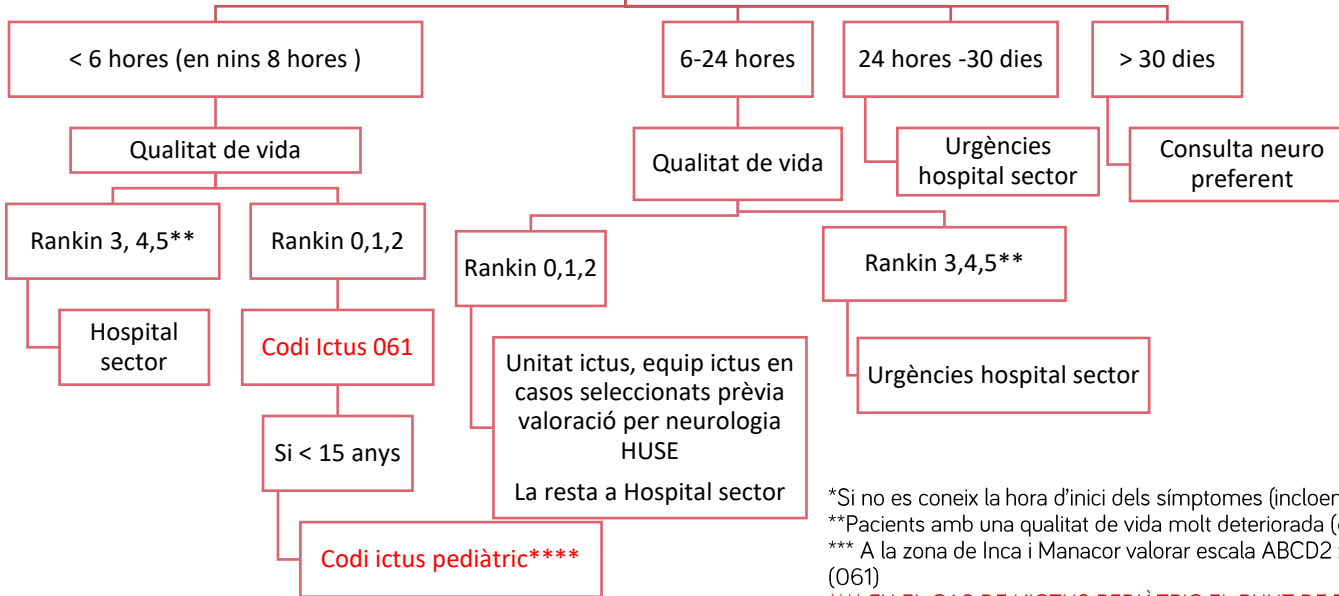 < 6 hores (en nins 8 hores )
6-24 hores
24 hores -30 dies
> 30 dies
Qualitat de vida
Qualitat de vida
Urgències
hospital sector
Consulta neuro
preferent
Rankin 3, 4,5**
Rankin 0,1,2
Rankin 0,1,2
Rankin 3,4,5**
Hospital
sector
Codi Ictus 061
Unitat ictus, equip ictus en
casos seleccionats prèvia
valoració per neurologia
HUSE
La resta a Hospital sector
Urgències hospital sector
Si < 15 anys
Codi ictus pediàtric****
*Si no es coneix la hora d'inici dels símptomes
**Pacients amb una qualitat de vida molt deteriorada
*** A la zona de Inca i Manacor valorar escala ABCD2
(061)